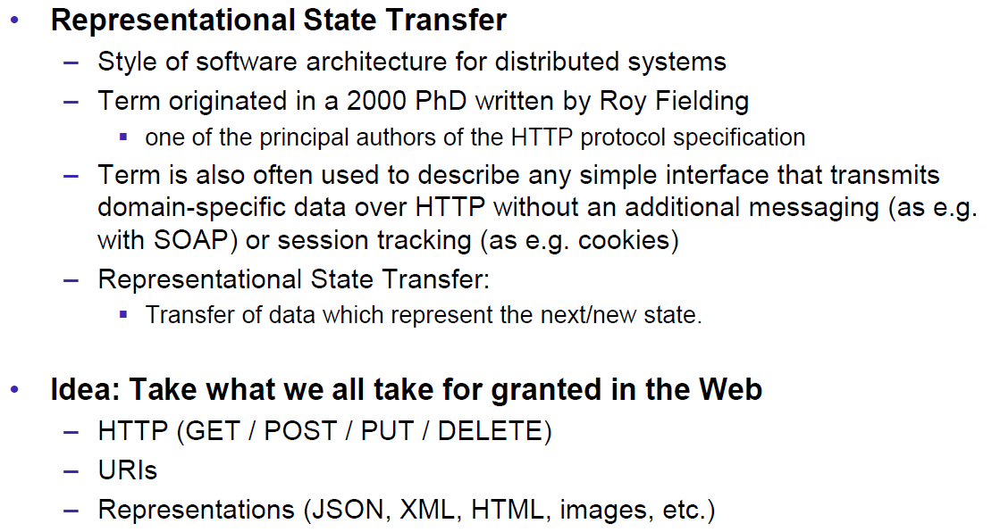 • Representational State Transfer
– Style of software architecture for distributed systems
– Term originated in a 2000 PhD written by Roy Fielding
▪ one of the principal authors of the HTTP protocol specification
– Term is also often used to describe any simple interface that transmits
domain-specific data over HTTP without an additional messaging (as e.g.
with SOAP) or session tracking (as e.g. cookies)
– Representational State Transfer:
▪ Transfer of data which represent the next/new state.
• Idea: Take what we all take for granted in the Web
– HTTP (GET / POST / PUT / DELETE)
– URIs
– Representations (JSON, XML, HTML, images, etc.)